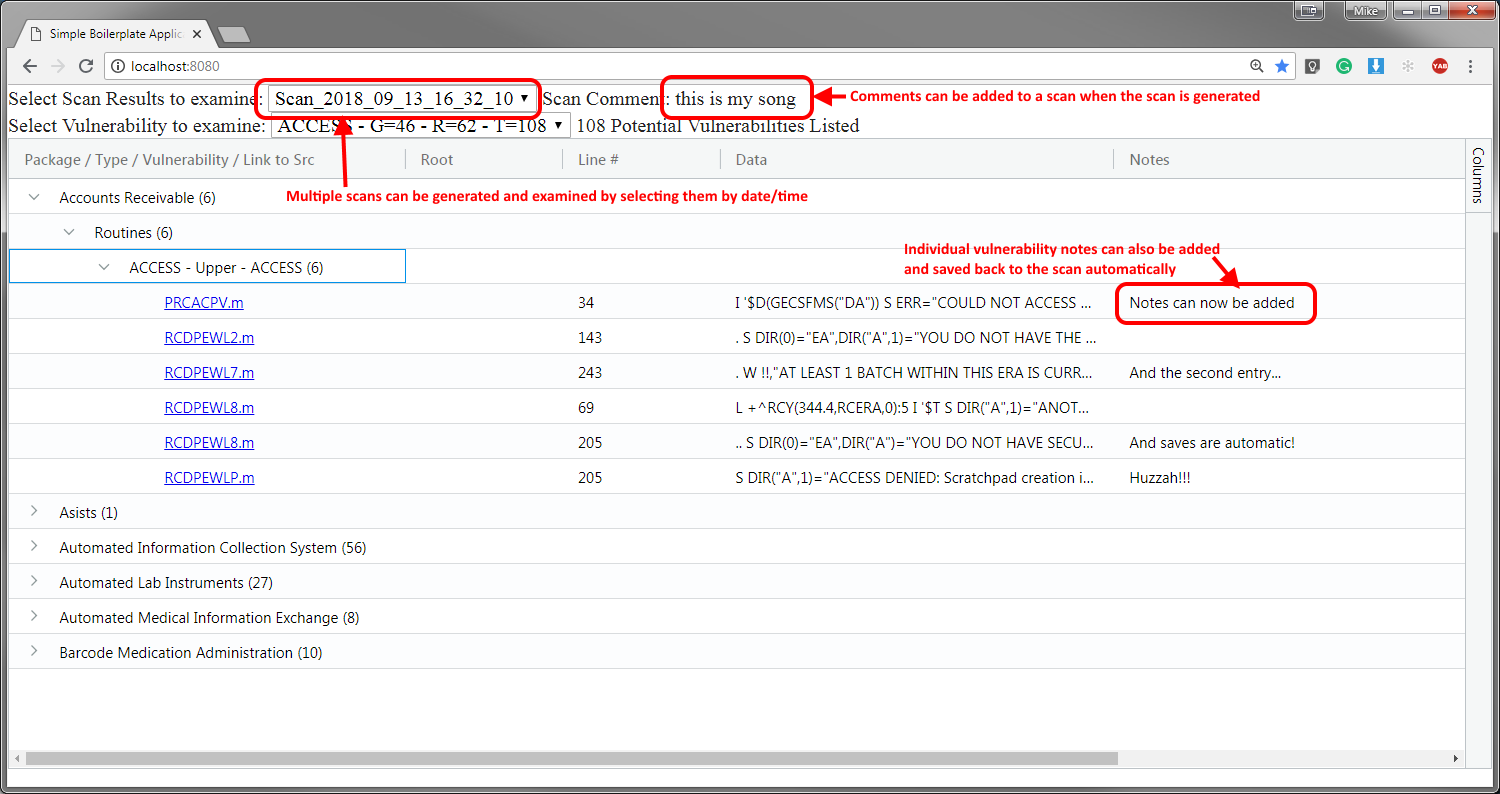 Mike
Simple Boilerplate Applic
localhost:8080
YAB
Select Scan Results to examine: Scan_2018_09_13_16_32_10 Scan Comment: this is my song
Comments can be added to a scan when the scan is generated
Select Vulnerability to examine: ACCESS - G=46 - R=62 - T=108 108 Potential Vulnerabilities Listed
Package / Type / Vulnerability / Link to Src Root Line # Data Notes
Columns
Multiple scans can be generated and examined by selecting them by date/time
Accounts Receivable (6)
Routines (6)
Individual vulnerability notes can also be added
and saved back to the scan automatically
ACCESS - Upper - ACCESS (6)
PRCACPV.m 34 I '$D(GECSFMS("DA")) S ERR="COULD NOT ACCESS ... Notes can now be added
RCDPEWL2.m 143 . S DIR(0)="EA",DIR("A",1)="YOU DO NOT HAVE THE ...
RCDPEWL7.m 243 . W !!,"AT LEAST 1 BATCH WITHIN THIS ERA IS CURR... And the second entry...
RCDPEWL8.m 69 L +^RCY(344.4,RCERA,0):5 I '$T S DIR("A",1)="ANOT...
RCDPEWL8.m 205 .. S DIR(0)="EA",DIR("A")="YOU DO NOT HAVE SECU... And saves are automatic!
RCDPEWLP.m 205 S DIR("A",1)="ACCESS DENIED: Scratchpad creation i... Huzzah!!!
Asists (1)
Automated Information Collection System (56)
Automated Lab Instruments (27)
Automated Medical Information Exchange (8)
Barcode Medication Administration (10)